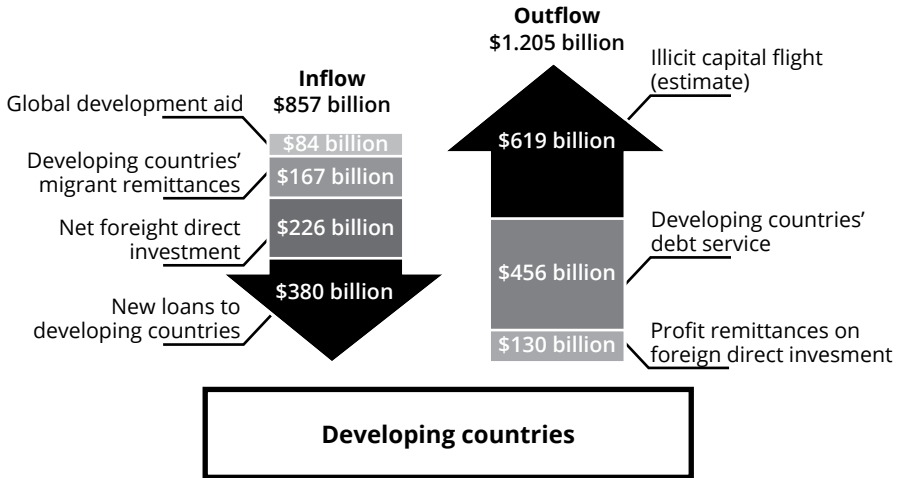 Outflow
$1.205 billion
Illicit capital flight
(estimate)
Inflow
$857 billion
Global development aid
$84 billion
$619 billion
Developing countries’
migrant remittances
$167 billion
Net foreight direct
investment
$226 billion
Developing countries’
debt service
$456 billion
New loans to
developing countries
$380 billion
$130 billion
Profit remittances on
foreign direct invesment
Developing countries